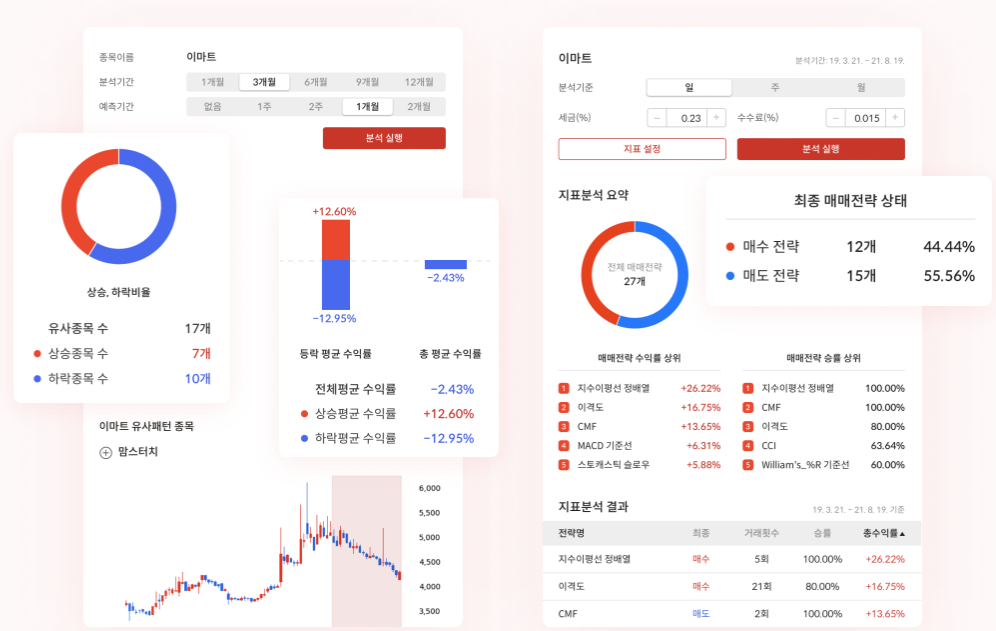 종목이름 이마트
분석기간 1개월 3개월 6개월 9개월 12개월
예측기간 없음 1주 2주 1개월 2개월
분석 실행
상승, 하락비율
유사종목 수 17개
상승종목 수 7개
하락종목 수 10개
+12.60%
−2.43%
−12.95%
등락 평균 수익률 총 평균 수익률
전체평균 수익률 −2.43%
상승평균 수익률 +12.60%
하락평균 수익률 −12.95%
이마트 유사패턴 종목
맘스터치
6,000
5,500
5,000
4,500
4,000
3,500
이마트 분석기간: 19. 3. 21. ~ 21. 8. 19.
분석기준 일 주 월
세금(%) − 0.23 + 수수료(%) − 0.015 +
지표 설정 분석 실행
지표분석 요약
전체 매매전략
27개
최종 매매전략 상태
매수 전략 12개 44.44%
매도 전략 15개 55.56%
매매전략 수익률 상위
1 지수이평선 정배열 +26.22%
2 이격도 +16.75%
3 CMF +13.65%
4 MACD 기준선 +6.31%
5 스토캐스틱 슬로우 +5.88%
매매전략 승률 상위
1 지수이평선 정배열 100.00%
2 CMF 100.00%
3 이격도 80.00%
4 CCI 63.64%
5 William's_%R 기준선 60.00%
지표분석 결과 19. 3. 21. ~ 21. 8. 19. 기준
전략명 최종 거래횟수 승률 총수익률▲
지수이평선 정배열 매수 5회 100.00% +26.22%
이격도 매수 21회 80.00% +16.75%
CMF 매도 2회 100.00% +13.65%